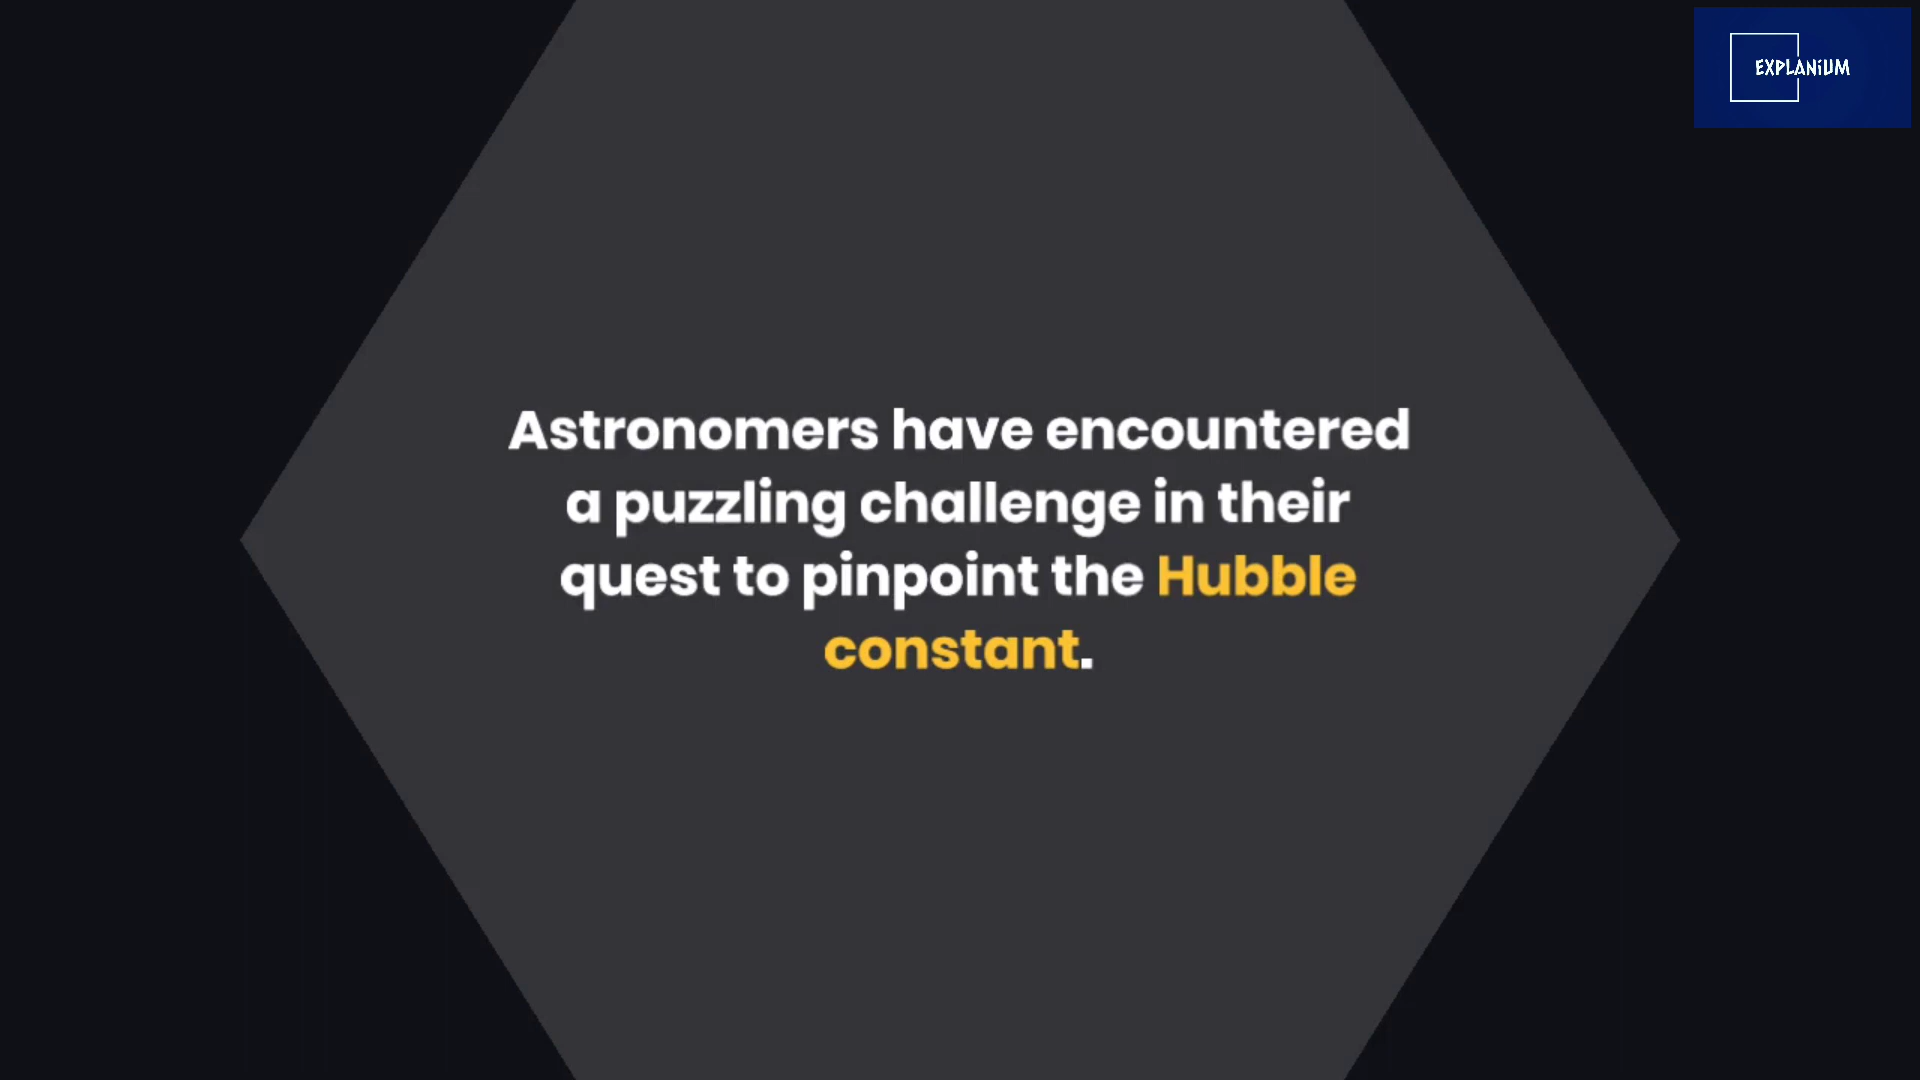 EXPLANiUM
Astronomers have encountered
a puzzling challenge in their
quest to pinpoint the Hubble
constant.